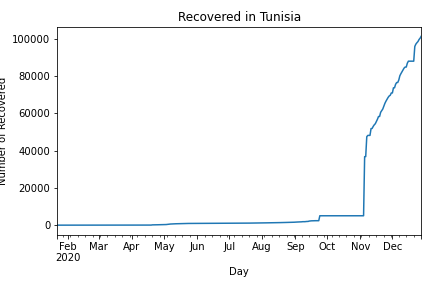 Recovered in Tunisia
100000
80000
60000
40000
20000
0
Number of Recovered
Feb Mar Apr May Jun Jul Aug Sep Oct Nov Dec
2020
Day